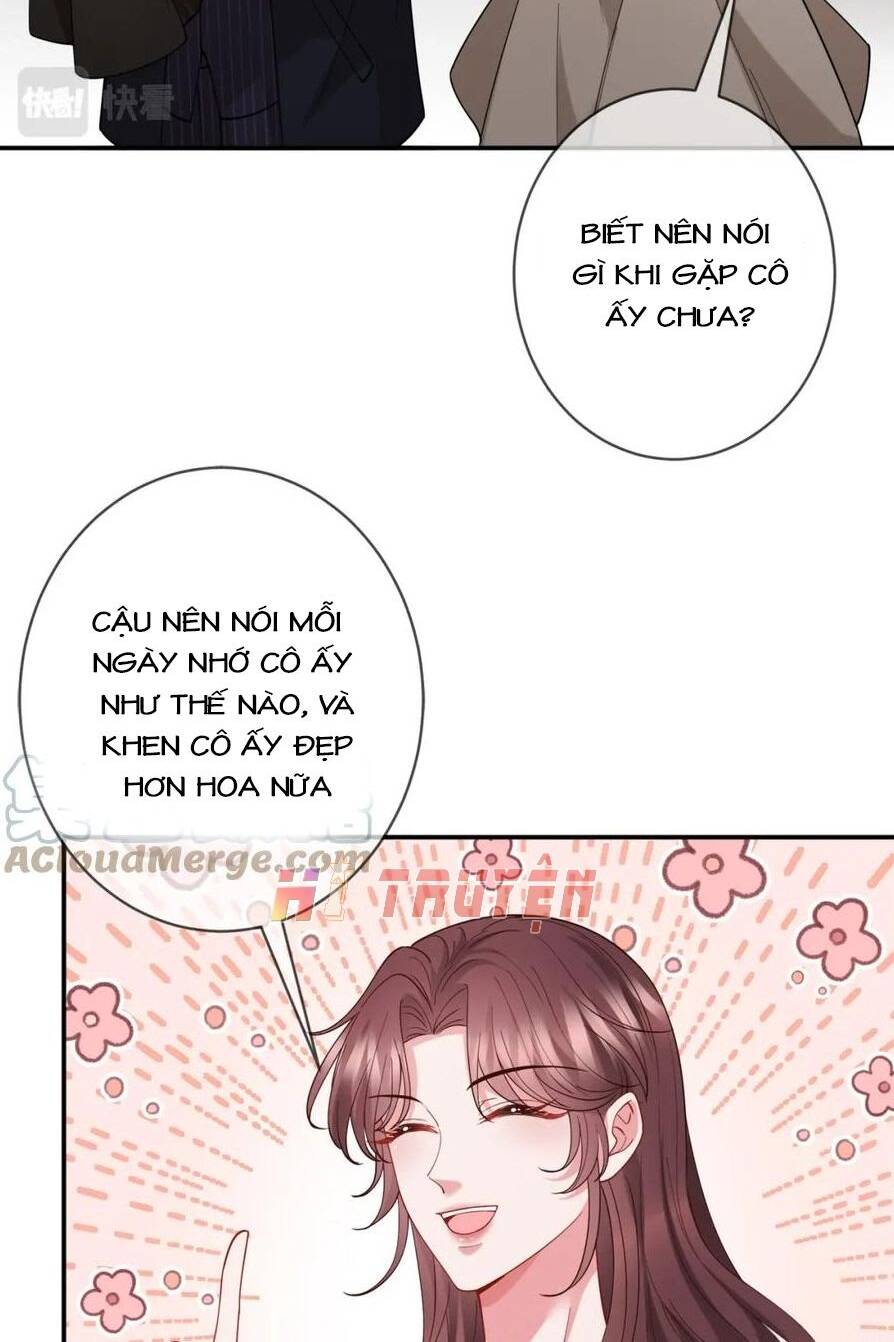 快看! 快看
BIẾT NÊN NÓI
GÌ KHI GẶP CÔ
ẤY CHƯA?
CẬU NÊN NÓI MỖI
NGÀY NHỚ CÔ ẤY
NHƯ THẾ NÀO, VÀ
KHEN CÔ ẤY ĐẸP
HƠN HOA NỮA
ACloudMerge.com
HI TRUYỆN